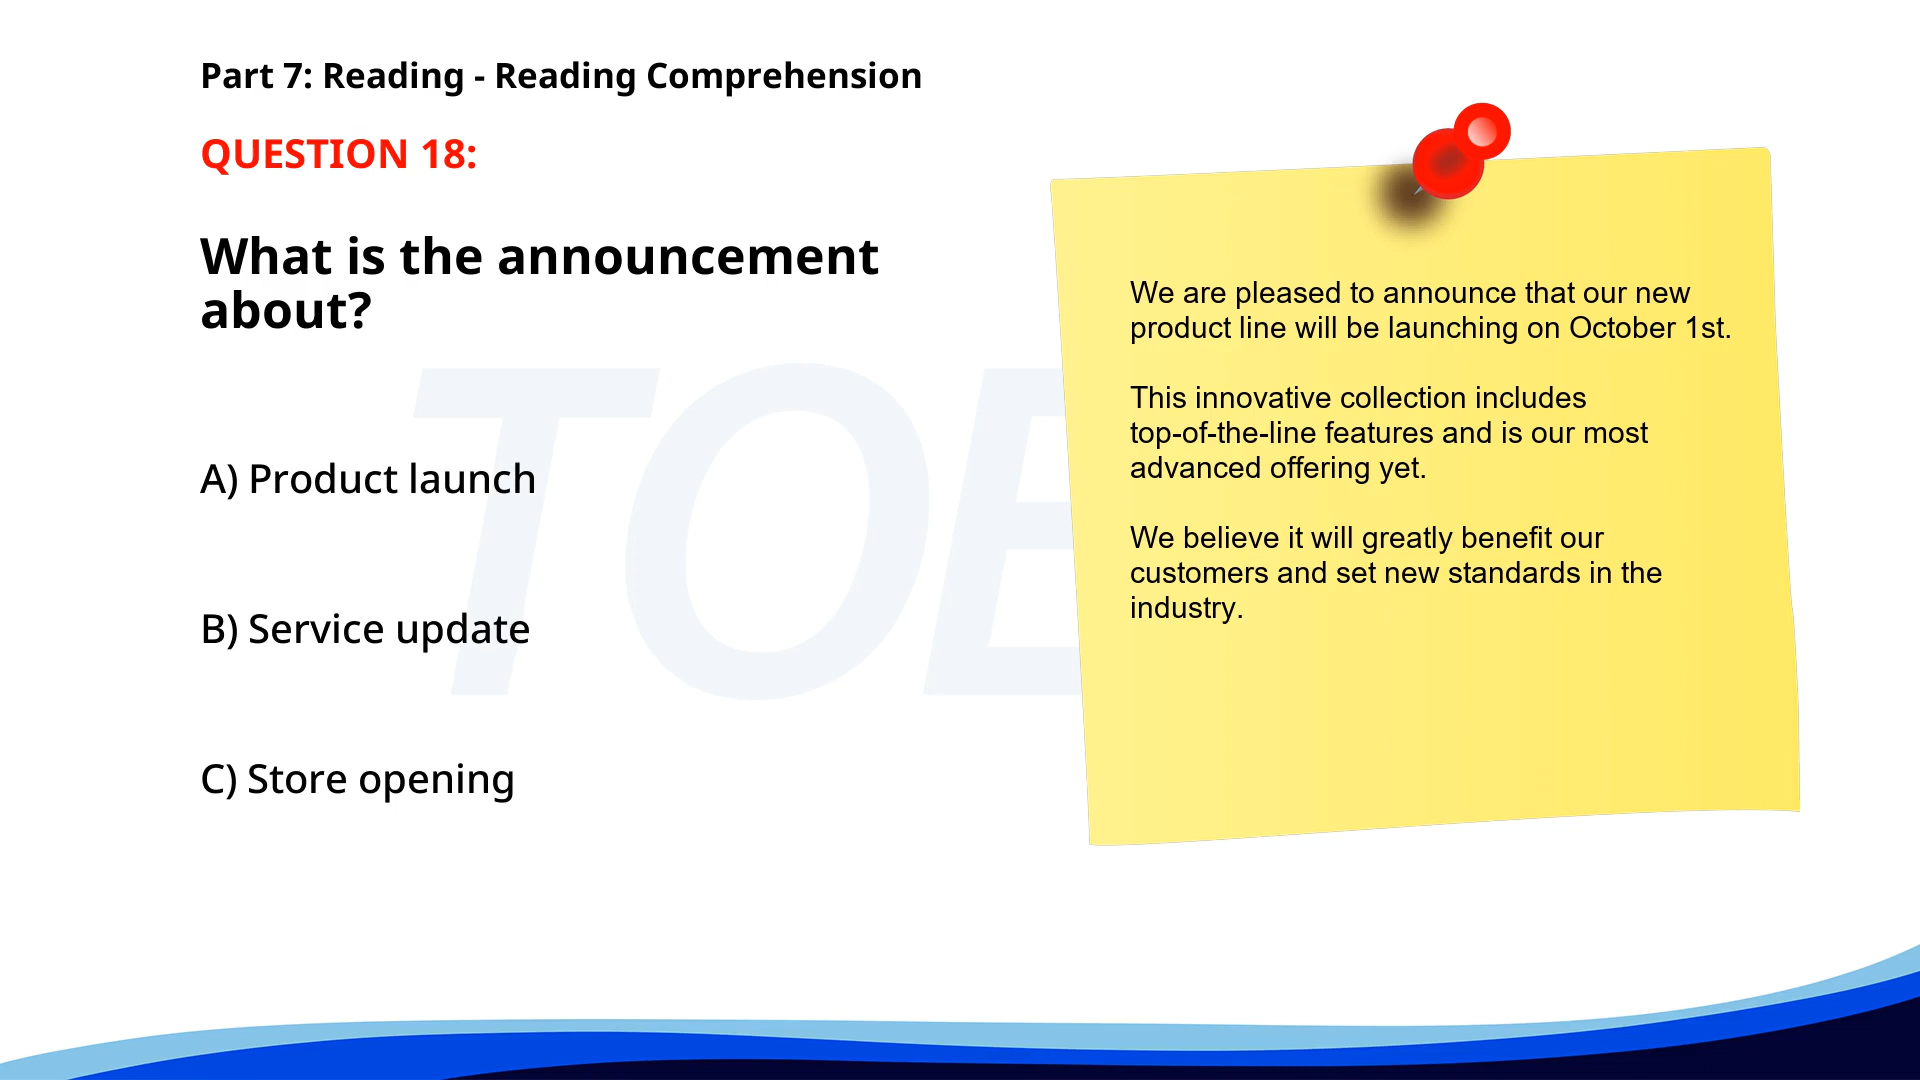 Part 7: Reading - Reading Comprehension
QUESTION 18:
What is the announcement
about?
A) Product launch
B) Service update
C) Store opening
We are pleased to announce that our new
product line will be launching on October 1st.
This innovative collection includes
top-of-the-line features and is our most
advanced offering yet.
We believe it will greatly benefit our
customers and set new standards in the
industry.
TOE